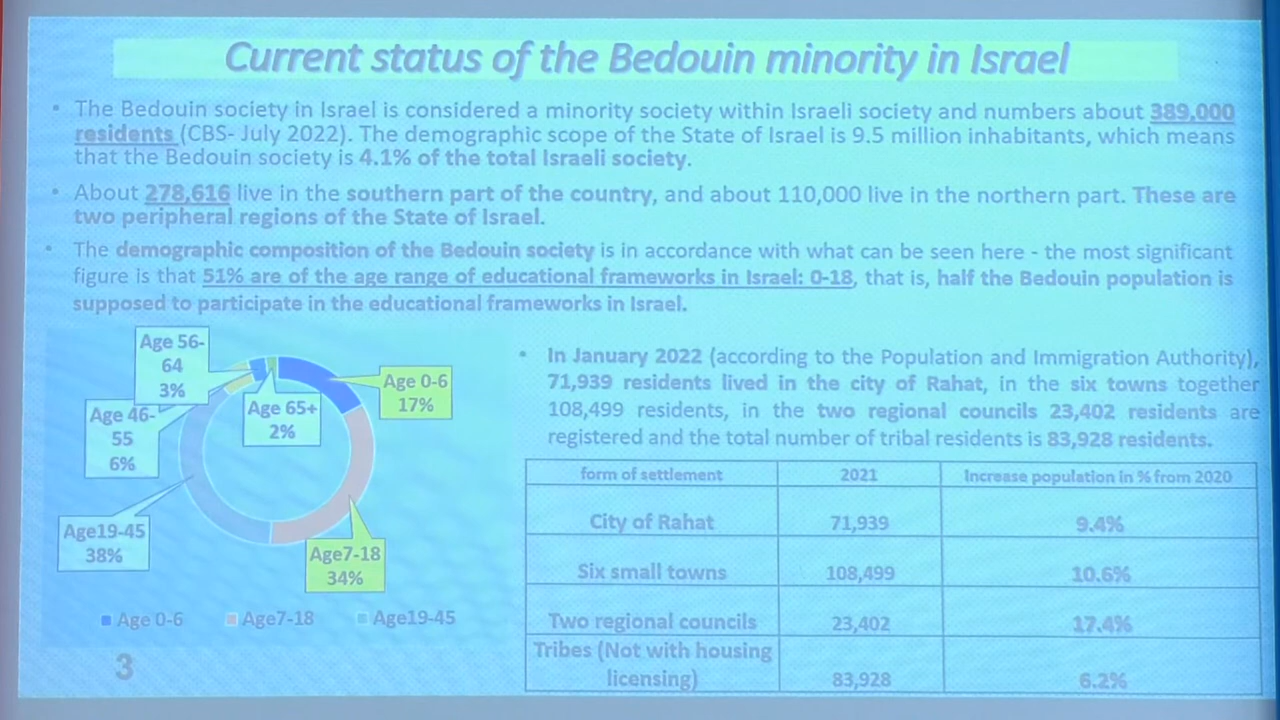 Current status of the Bedouin minority in Israel
• The Bedouin society in Israel is considered a minority society within Israeli society and numbers about 389,000
residents (CBS- July 2022). The demographic scope of the State of Israel is 9.5 million inhabitants, which means
that the Bedouin society is 4.1% of the total Israeli society.
• About 278,616 live in the southern part of the country, and about 110,000 live in the northern part. These are
two peripheral regions of the State of Israel.
• The demographic composition of the Bedouin society is in accordance with what can be seen here - the most significant
figure is that 51% are of the age range of educational frameworks in Israel: 0-18, that is, half the Bedouin population is
supposed to participate in the educational frameworks in Israel.
Age 56-
64
3%
Age 46-
55
6%
Age 65+
2%
Age 0-6
17%
Age19-45
38%
Age7-18
34%
Age 0-6 Age7-18 Age19-45
3
• In January 2022 (according to the Population and Immigration Authority),
71,939 residents lived in the city of Rahat, in the six towns together
108,499 residents, in the two regional councils 23,402 residents are
registered and the total number of tribal residents is 83,928 residents.
form of settlement 2021 Increase population in % from 2020
City of Rahat 71,939 9.4%
Six small towns 108,499 10.6%
Two regional councils 23,402 17.4%
Tribes (Not with housing
licensing) 83,928 6.2%